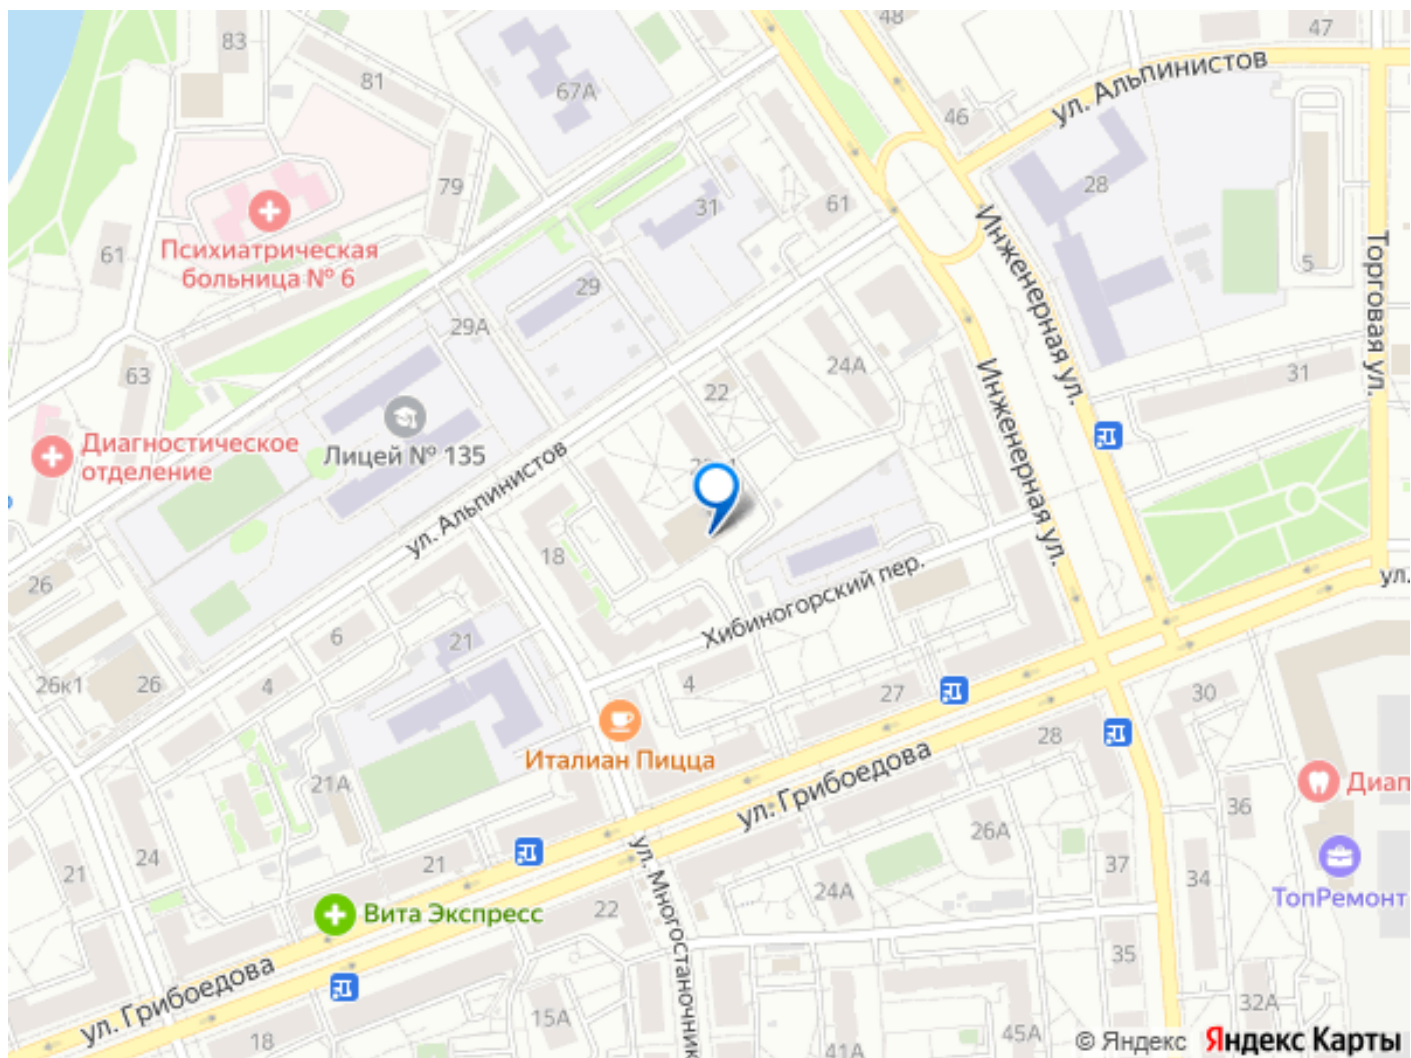 48
47
83
ул. Альпинистов
81
67А
46
28
79
31
61
Инженерная ул.
Торговая ул.
61
Психиатрическая
больница № 6
5
29
29А
24А
63
22
31
Инженерная ул.
Диагностическое
отделение
Лицей № 135
ул. Альпинистов
18
26
Хибиногорский пер.
ул.
6
21
26к1
26
4
4
27
30
Италиан Пицца
28
21А
ул. Грибоедова
Диап
36
26А
21
24
21
37
34
24А
ТопРемонт
Вита Экспресс
22
ул. Многостаночник
35
ул. Грибоедова
32А
15А
18
45А
41А
© Яндекс Яндекс Карты